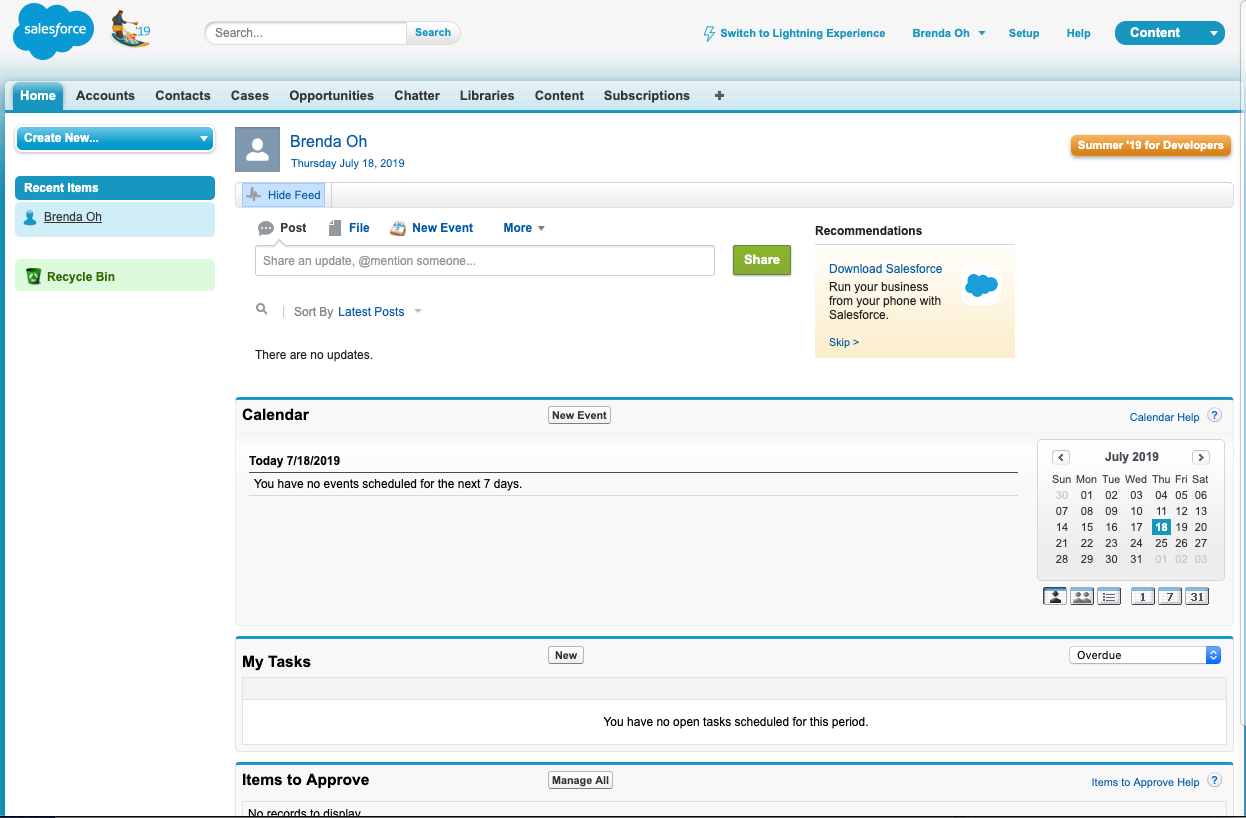 salesforce
'19
Search...
Search
Switch to Lightning Experience
Brenda Oh
Setup
Help
Content
Home Accounts Contacts Cases Opportunities Chatter Libraries Content Subscriptions +
Create New...
Recent Items
Brenda Oh
Recycle Bin
Brenda Oh
Thursday July 18, 2019
Summer '19 for Developers
Hide Feed
Post File New Event More
Share an update, @mention someone...
Share
Sort By Latest Posts
There are no updates.
Recommendations
Download Salesforce
Run your business
from your phone with
Salesforce.
Skip >
Calendar
New Event
Calendar Help ?
Today 7/18/2019
You have no events scheduled for the next 7 days.
July 2019
Sun Mon Tue Wed Thu Fri Sat
30 01 02 03 04 05 06
07 08 09 10 11 12 13
14 15 16 17 18 19 20
21 22 23 24 25 26 27
28 29 30 31 01 02 03
1 7 31
My Tasks
New
Overdue
You have no open tasks scheduled for this period.
Items to Approve
Manage All
Items to Approve Help ?
No records to display